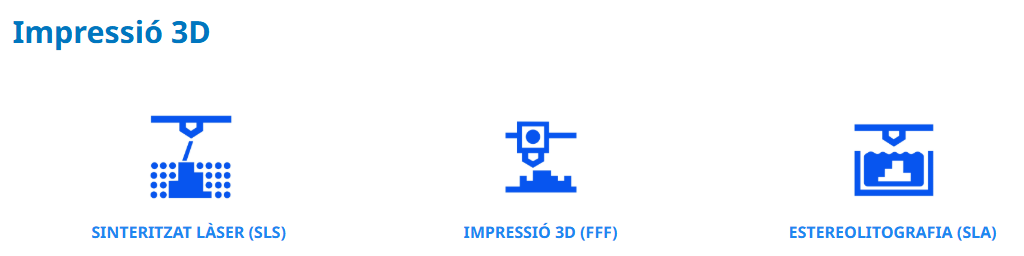 Impressió 3D
SINTERITZAT LÀSER (SLS)
IMPRESSIÓ 3D (FFF)
ESTEREOLITOGRAFIA (SLA)